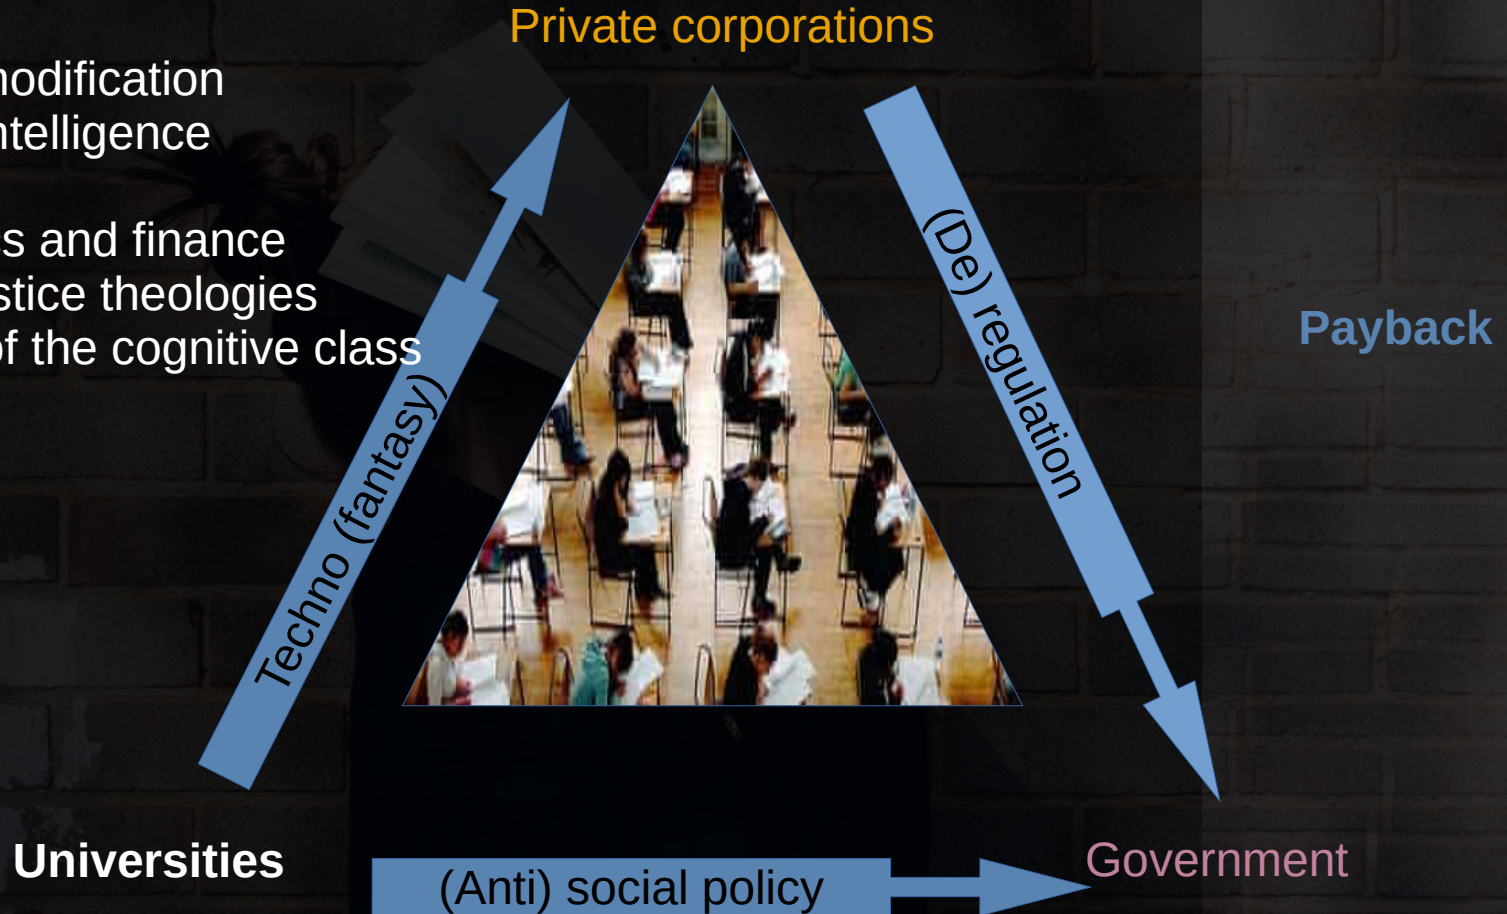 Private corporations
modification
ntelligence
s and finance
stice theologies
of the cognitive class
Techno (fantasy)
(De) regulation
Payback
Universities
(Anti) social policy
Government